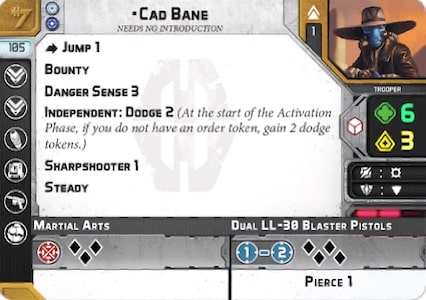 •Cad Bane
NEEDS NO INTRODUCTION
105
1
Jump 1
Bounty
Danger Sense 3
Independent: Dodge 2 (At the start of the Activation
Phase, if you do not have an order token, gain 2 dodge
tokens.)
Sharpshooter 1
Steady
TROOPER
6
3
Martial Arts
Dual LL-30 Blaster Pistols
1-2
Pierce 1